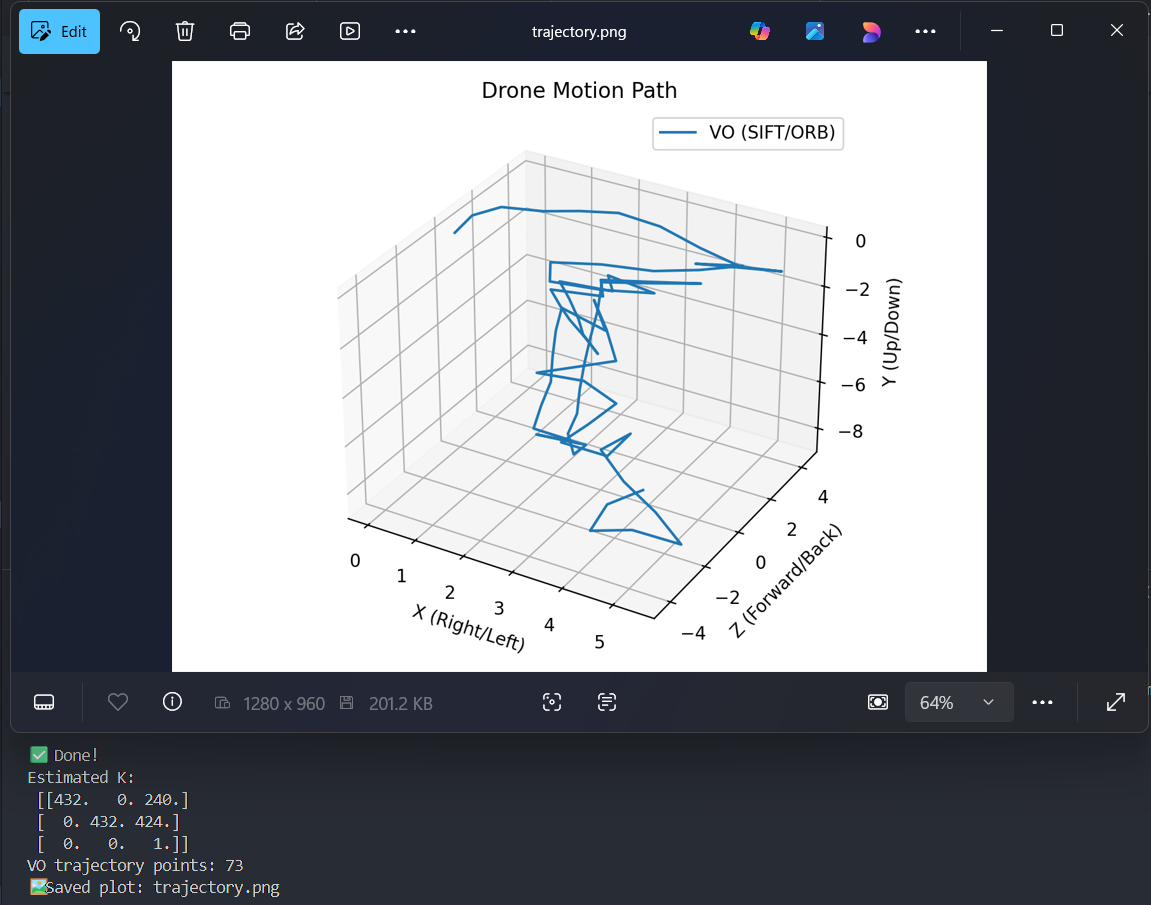 Edit
trajectory.png
Drone Motion Path
VO (SIFT/ORB)
0
−2
−4
−6
−8
Y (Up/Down)
4
2
0
−2
−4
Z (Forward/Back)
0
1
2
3
4
5
X (Right/Left)
1280 x 960
201.2 KB
64%
✅ Done!
Estimated K:
[[432.   0. 240.]
[  0. 432. 424.]
[  0.   0.   1.]]
VO trajectory points: 73
🖼️Saved plot: trajectory.png